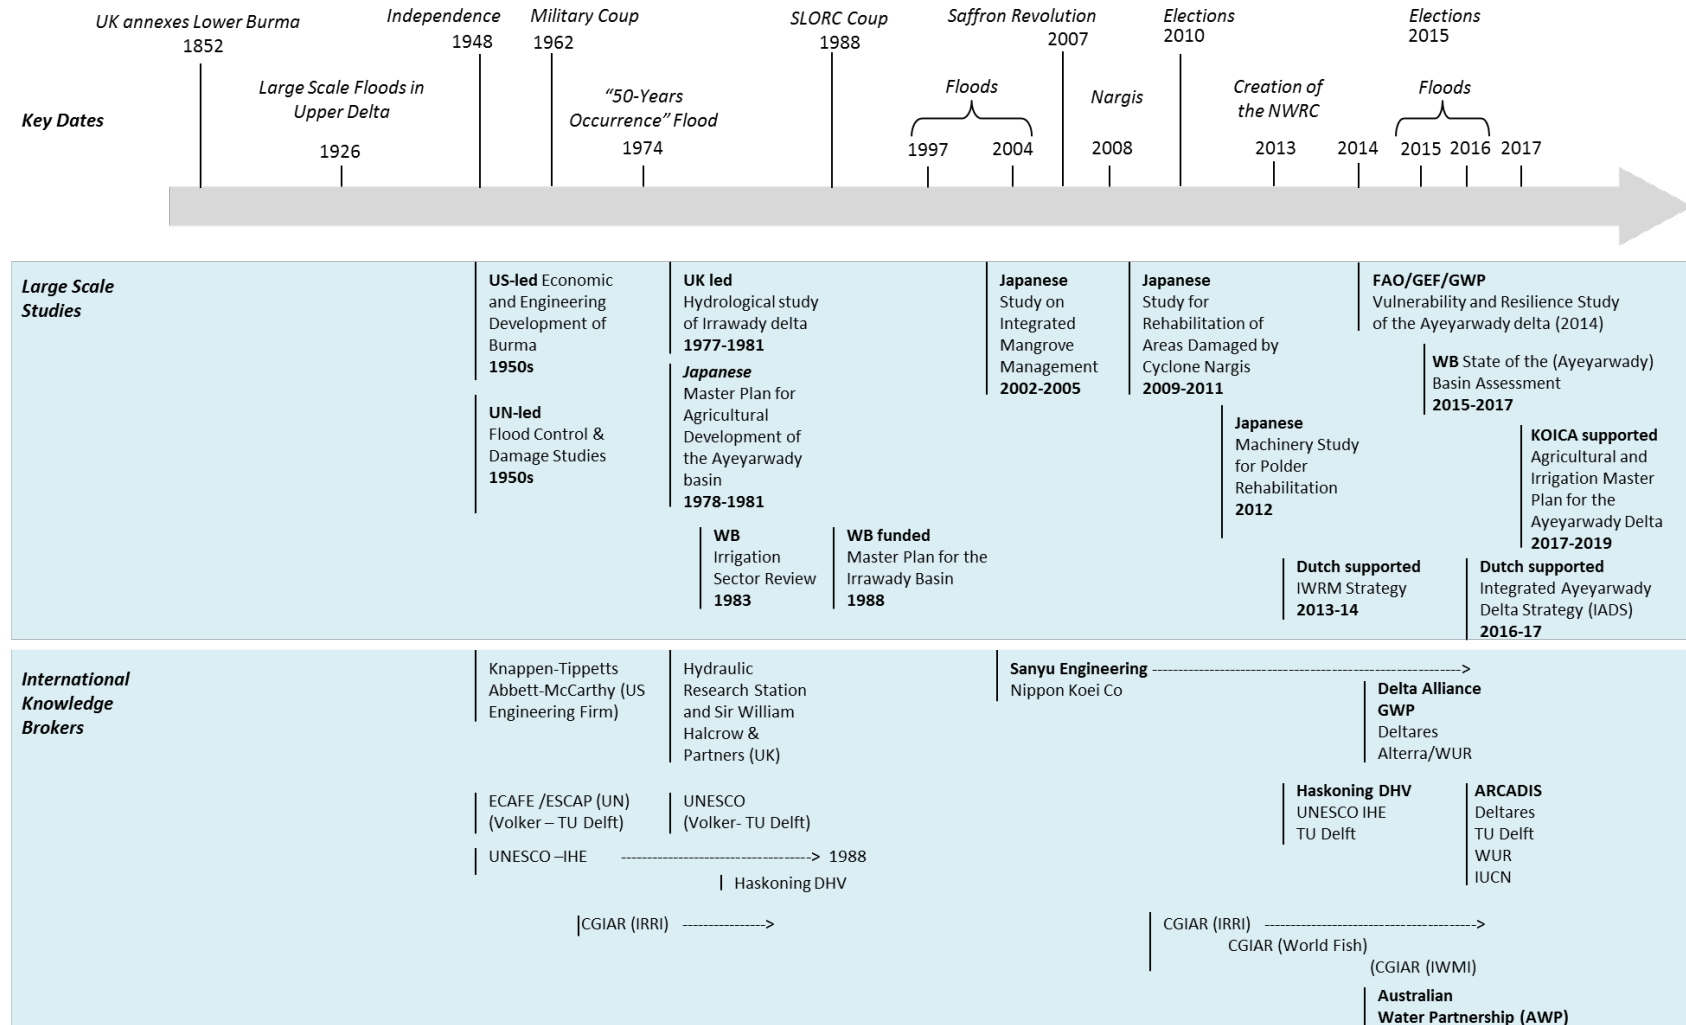 UK annexes Lower Burma
1852
Independence
1948
Military Coup
1962
SLORC Coup
1988
Saffron Revolution
2007
Elections
2010
Elections
2015
Key Dates
Large Scale Floods in
Upper Delta
1926
“50-Years
Occurrence” Flood
1974
Floods
1997
2004
Nargis
2008
Creation of
the NWRC
2013
2014
Floods
2015
2016
2017
Large Scale
Studies
US-led Economic
and Engineering
Development of
Burma
1950s
UN-led
Flood Control &
Damage Studies
1950s
UK led
Hydrological study
of Irrawady delta
1977-1981
Japanese
Master Plan for
Agricultural
Development of
the Ayeyarwady
basin
1978-1981
WB
Irrigation
Sector Review
1983
WB funded
Master Plan for the
Irrawady Basin
1988
Japanese
Study on
Integrated
Mangrove
Management
2002-2005
Japanese
Study for
Rehabilitation of
Areas Damaged by
Cyclone Nargis
2009-2011
Japanese
Machinery Study
for Polder
Rehabilitation
2012
Dutch supported
IWRM Strategy
2013-14
FAO/GEF/GWP
Vulnerability and Resilience Study
of the Ayeyarwady delta (2014)
WB State of the (Ayeyarwady)
Basin Assessment
2015-2017
KOICA supported
Agricultural and
Irrigation Master
Plan for the
Ayeyarwady Delta
2017-2019
Dutch supported
Integrated Ayeyarwady
Delta Strategy (IADS)
2016-17
International
Knowledge
Brokers
Knappen-Tippetts
Abbett-McCarthy (US
Engineering Firm)
ECAFE /ESCAP (UN)
(Volker – TU Delft)
UNESCO –IHE -----------------------------------> 1988
Hydraulic
Research Station
and Sir William
Halcrow &
Partners (UK)
UNESCO
(Volker- TU Delft)
Haskoning DHV
CGIAR (IRRI) ---------------->
Sanyu Engineering ------------------------------------------------------->
Nippon Koei Co
Delta Alliance
GWP
Deltares
Alterra/WUR
Haskoning DHV
UNESCO IHE
TU Delft
ARCADIS
Deltares
TU Delft
WUR
IUCN
CGIAR (IRRI) --------------------------------------->
CGIAR (World Fish)
(CGIAR (IWMI)
Australian
Water Partnership (AWP)